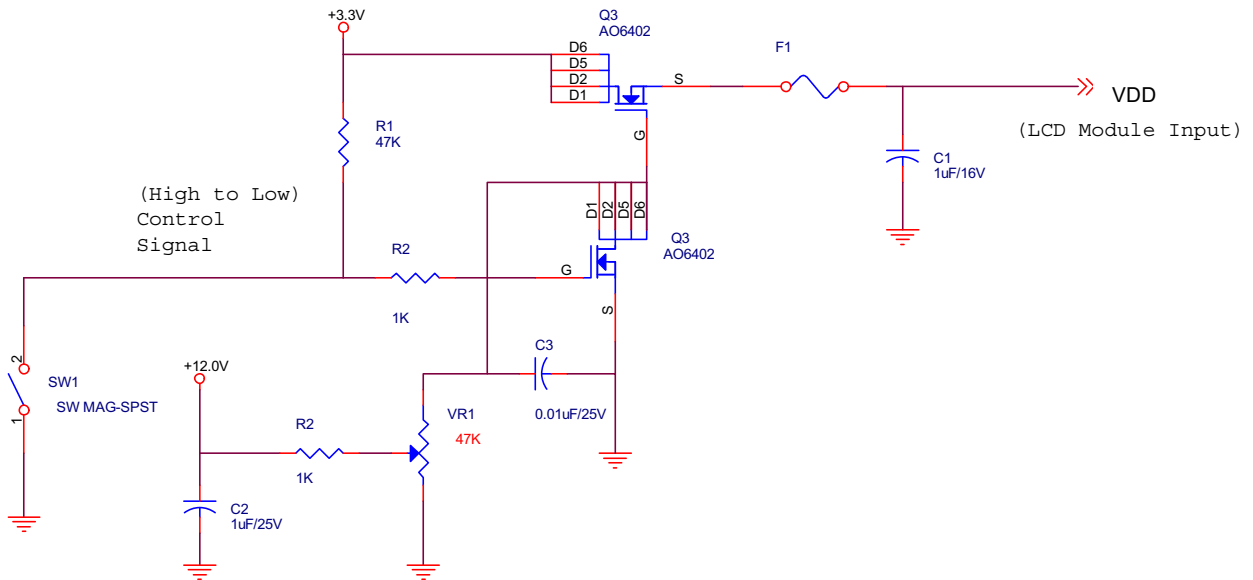 +3.3V
Q3
AO6402
D6
D5
D2
D1
S
G
F1
VDD
(LCD Module Input)
R1
47K
C1
1uF/16V
(High to Low)
Control
Signal
D1
D2
D5
D6
Q3
AO6402
R2
1K
G
S
2
1
SW1
SW MAG-SPST
+12.0V
C3
0.01uF/25V
R2
1K
VR1
47K
C2
1uF/25V